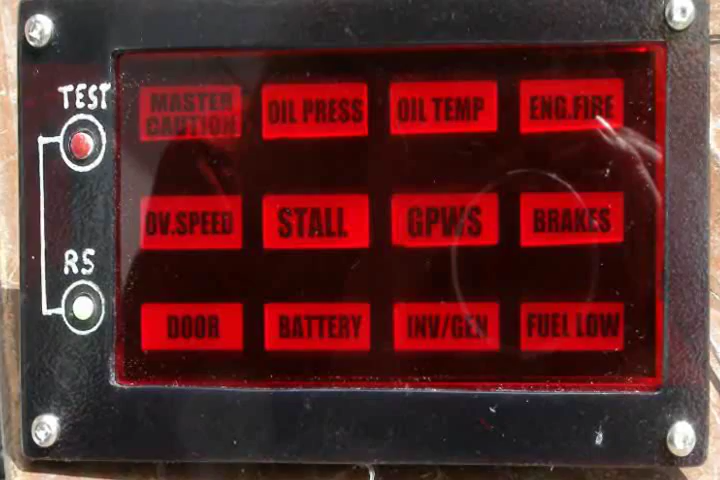 TEST
MASTER
CAUTION
OIL PRESS
OIL TEMP
ENG.FIRE
OV.SPEED
STALL
GPWS
BRAKES
RS
DOOR
BATTERY
INV/GEN
FUEL LOW